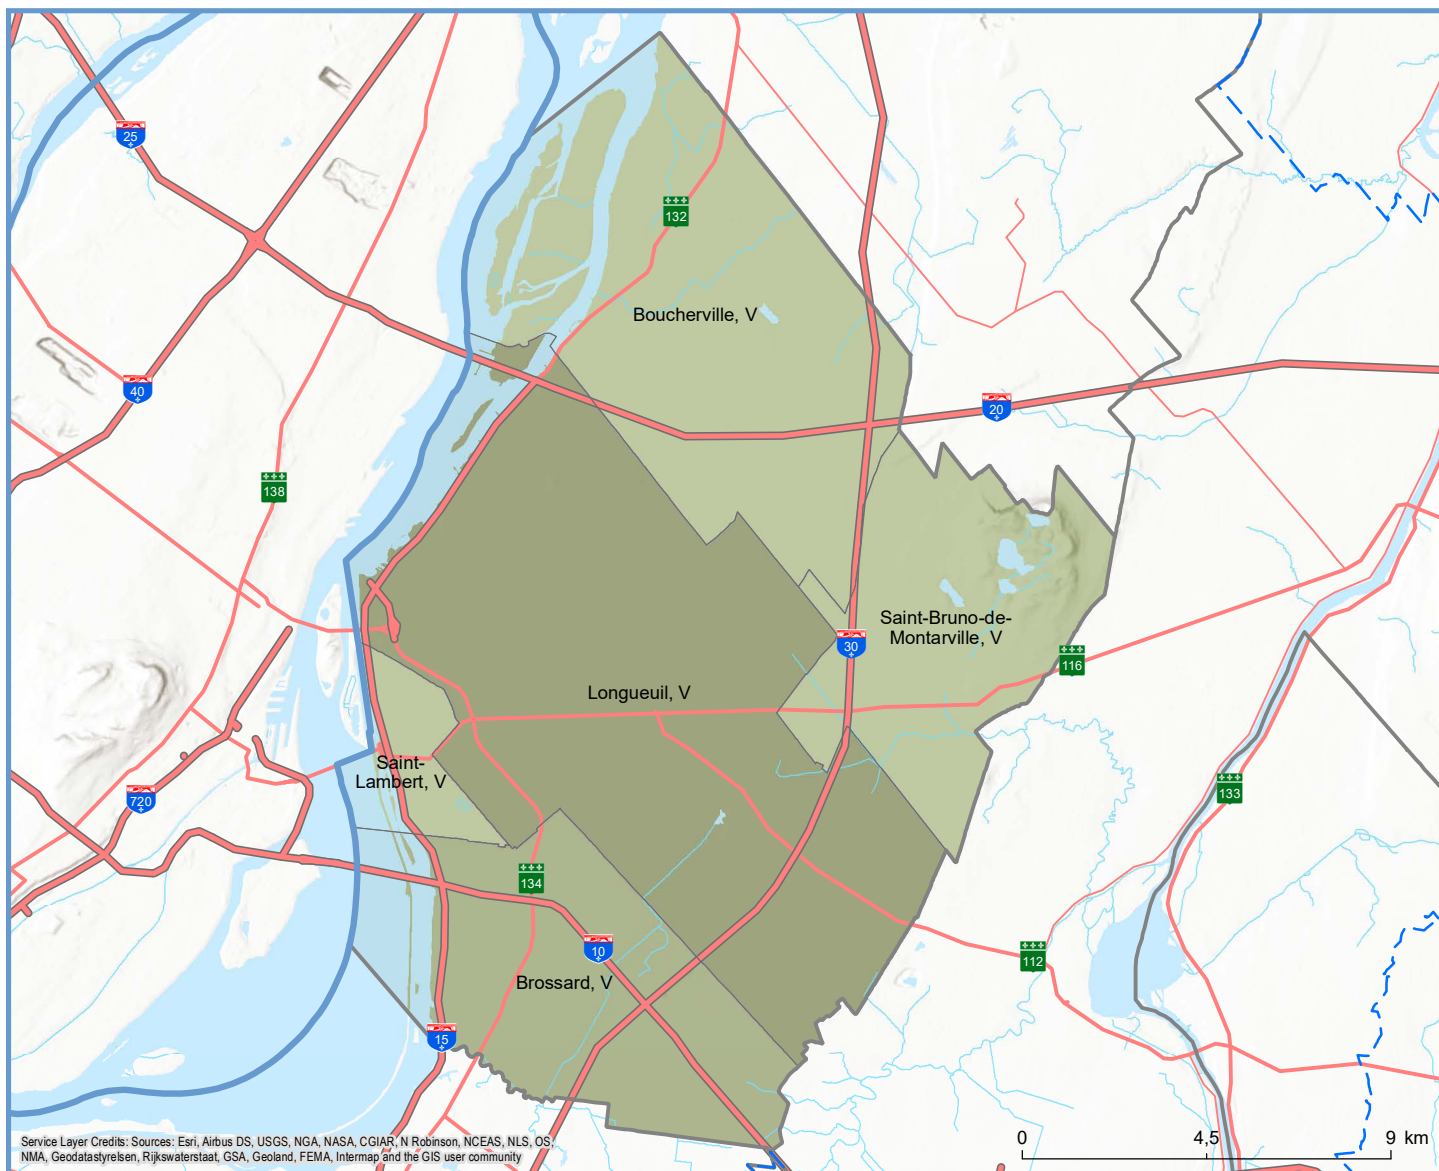 25
132
Boucherville, V
40
20
138
Saint-Bruno-de-
Montarville, V
30
116
Longueuil, V
Saint-
Lambert, V
720
133
134
10
112
Brossard, V
15
0 4,5 9 km
Service Layer Credits: Sources: Esri, Airbus DS, USGS, NGA, NASA, CGIAR, N Robinson, NCEAS, NLS, OS,
NMA, Geodatastyrelsen, Rijkswaterstaat, GSA, Geoland, FEMA, Intermap and the GIS user community